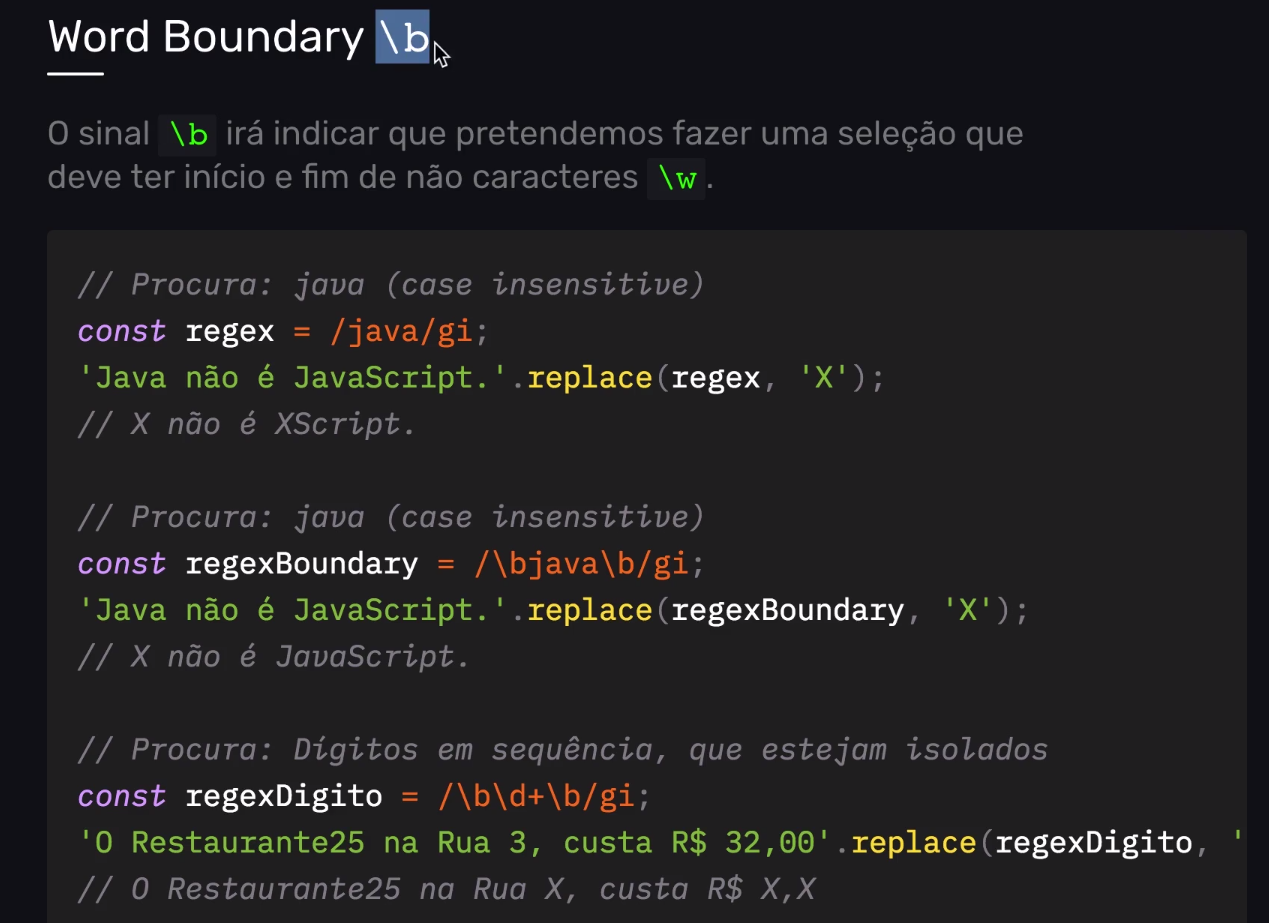 Word Boundary \b
O sinal \b irá indicar que pretendemos fazer uma seleção que
deve ter início e fim de não caracteres \w.
// Procura: java (case insensitive)
const regex = /java/gi;
'Java não é JavaScript.'.replace(regex, 'X');
// X não é XScript.
// Procura: java (case insensitive)
const regexBoundary = /\bjava\b/gi;
'Java não é JavaScript.'.replace(regexBoundary, 'X');
// X não é JavaScript.
// Procura: Dígitos em sequência, que estejam isolados
const regexDigito = /\b\d+\b/gi;
'O Restaurante25 na Rua 3, custa R$ 32,00'.replace(regexDigito, '
// O Restaurante25 na Rua X, custa R$ X,X